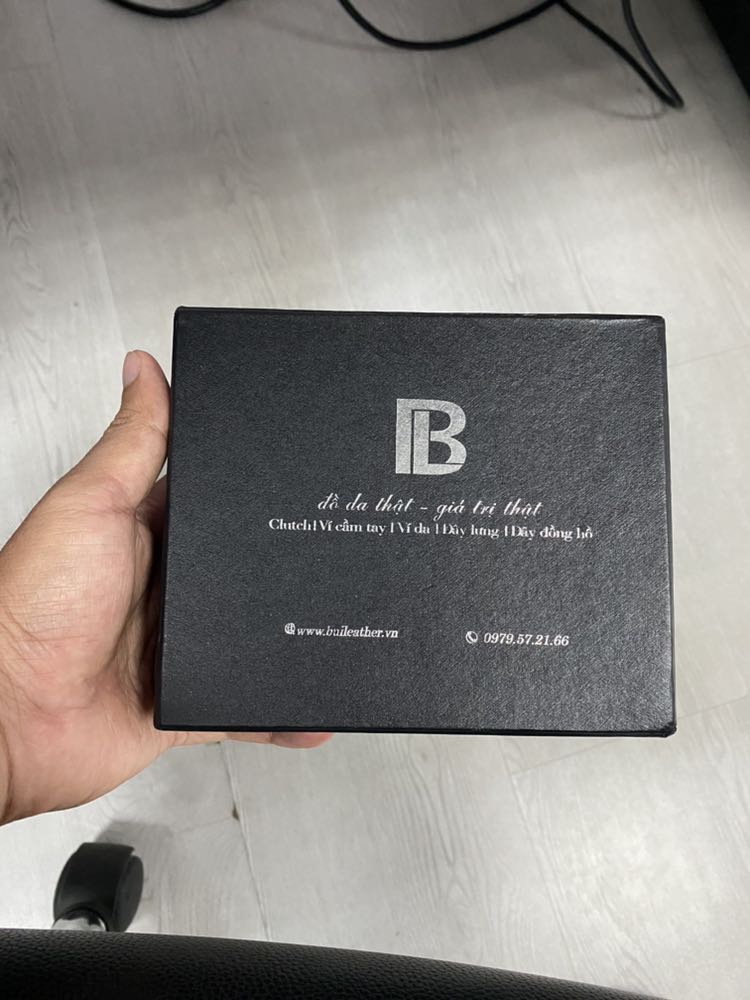 B
đồ da thật - giá trị thật
Clutch | Ví cầm tay | Ví da | Dây lưng | Dây đồng hồ
www.buileather.vn
0979.57.21.66